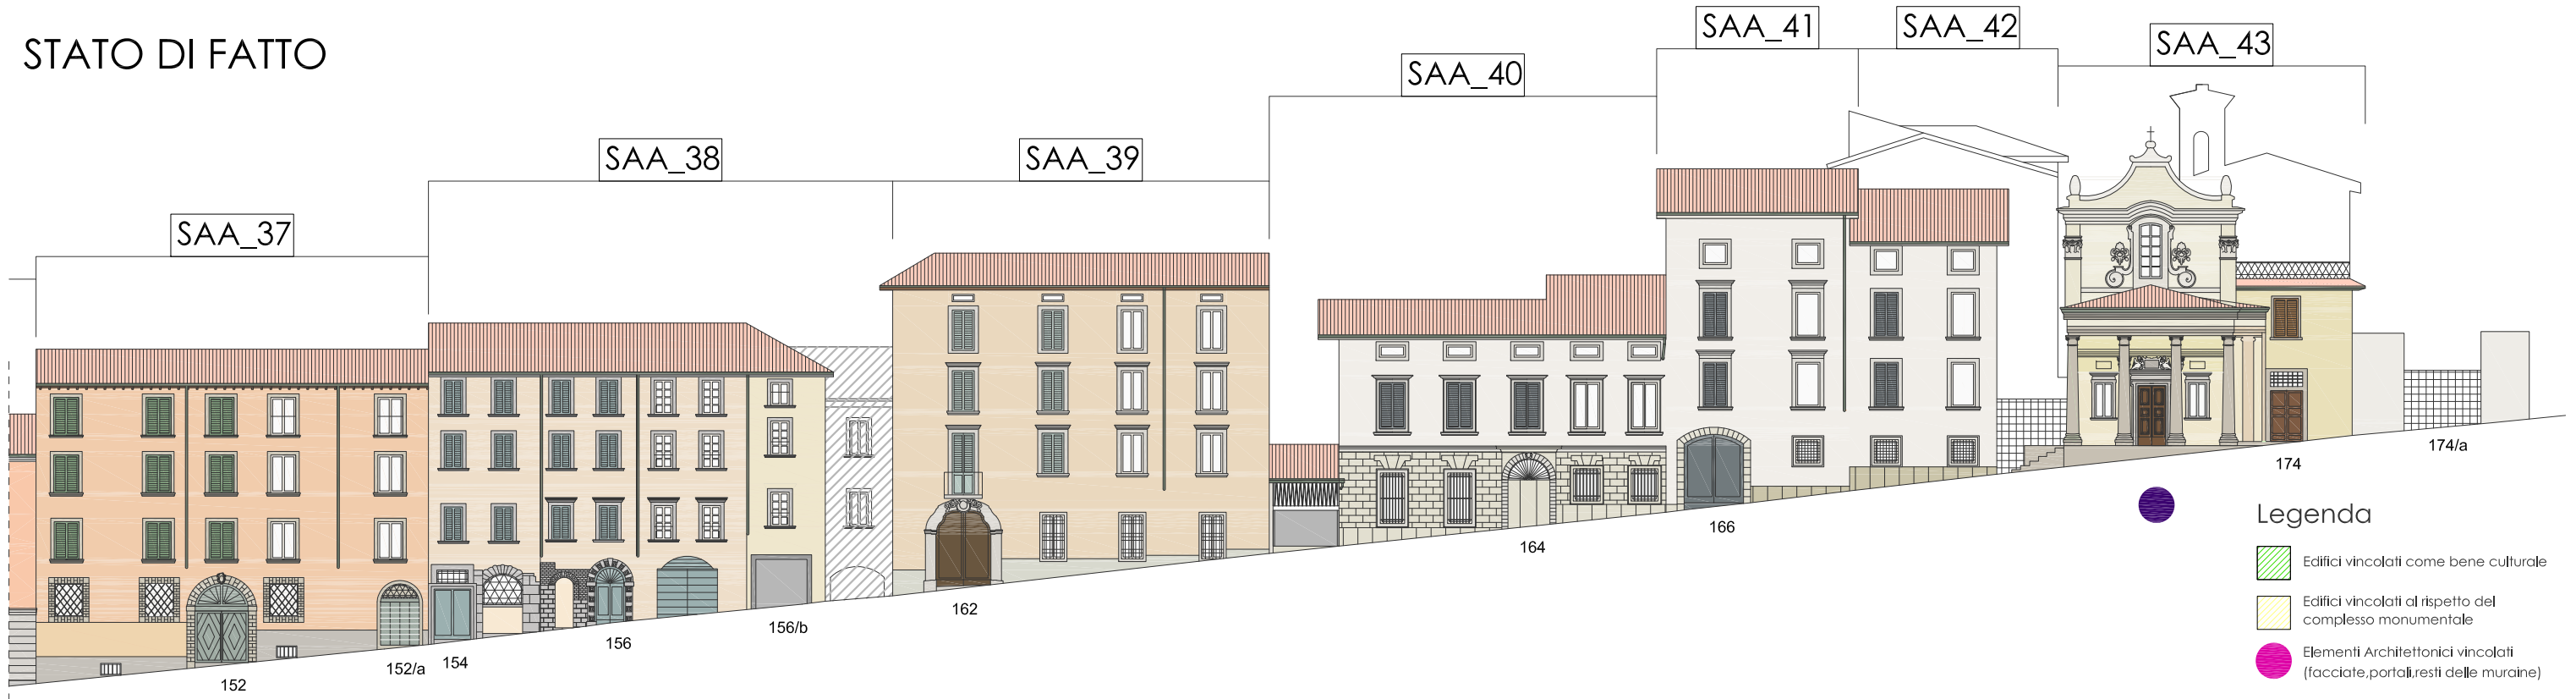 STATO DI FATTO
SAA_37
SAA_38
SAA_39
SAA_40
SAA_41
SAA_42
SAA_43
152
152/a
154
156
156/b
162
164
166
174
174/a
Legenda
Edifici vincolati come bene culturale
Edifici vincolati al rispetto del
complesso monumentale
Elementi Architettonici vincolati
(facciate,portali,resti delle muraine)